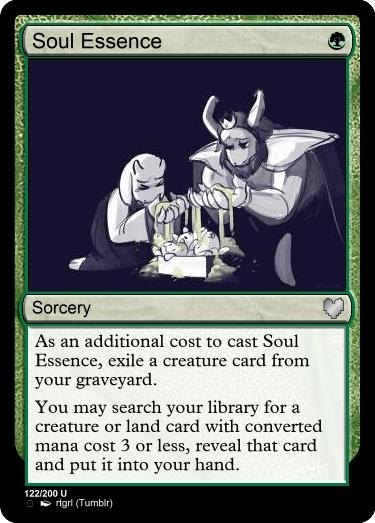 Soul Essence
Sorcery
As an additional cost to cast Soul
Essence, exile a creature card from
your graveyard.
You may search your library for a
creature or land card with converted
mana cost 3 or less, reveal that card
and put it into your hand.
122/200 U
rtgrl (Tumblr)